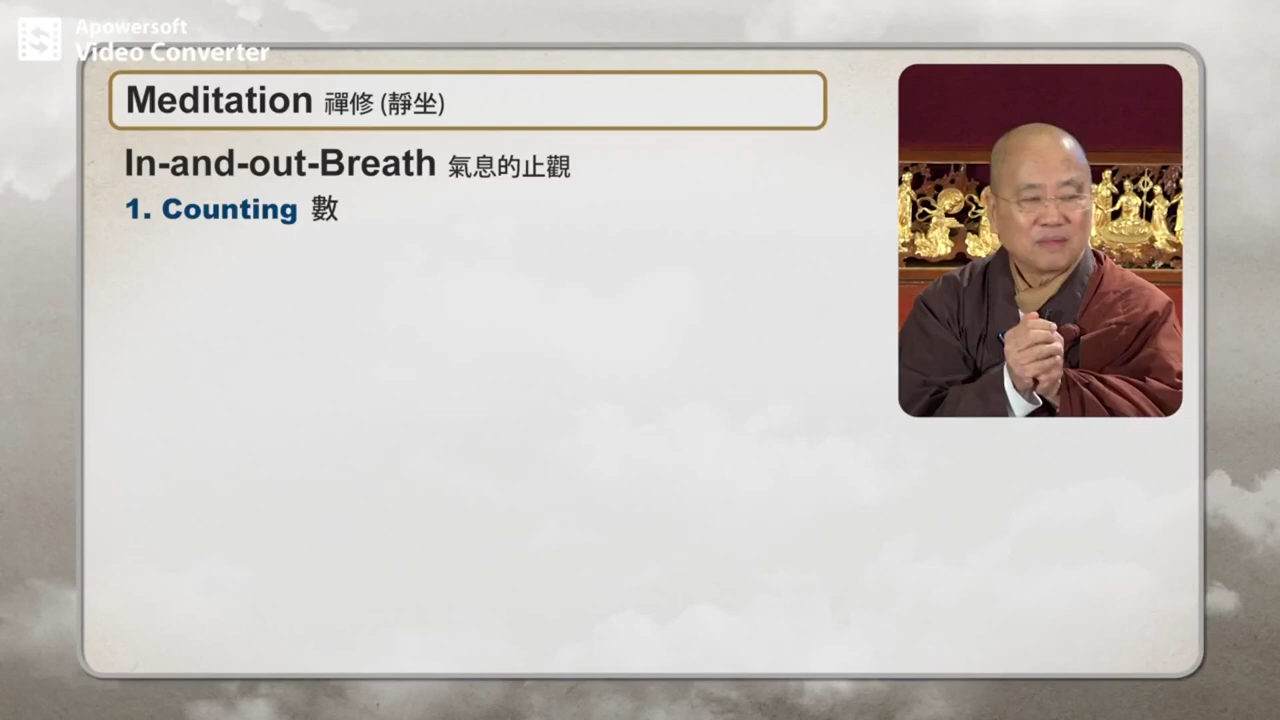 Apowersoft
Video Converter
Meditation 禪修 (靜坐)
In-and-out-Breath 氣息的止觀
1. Counting 數